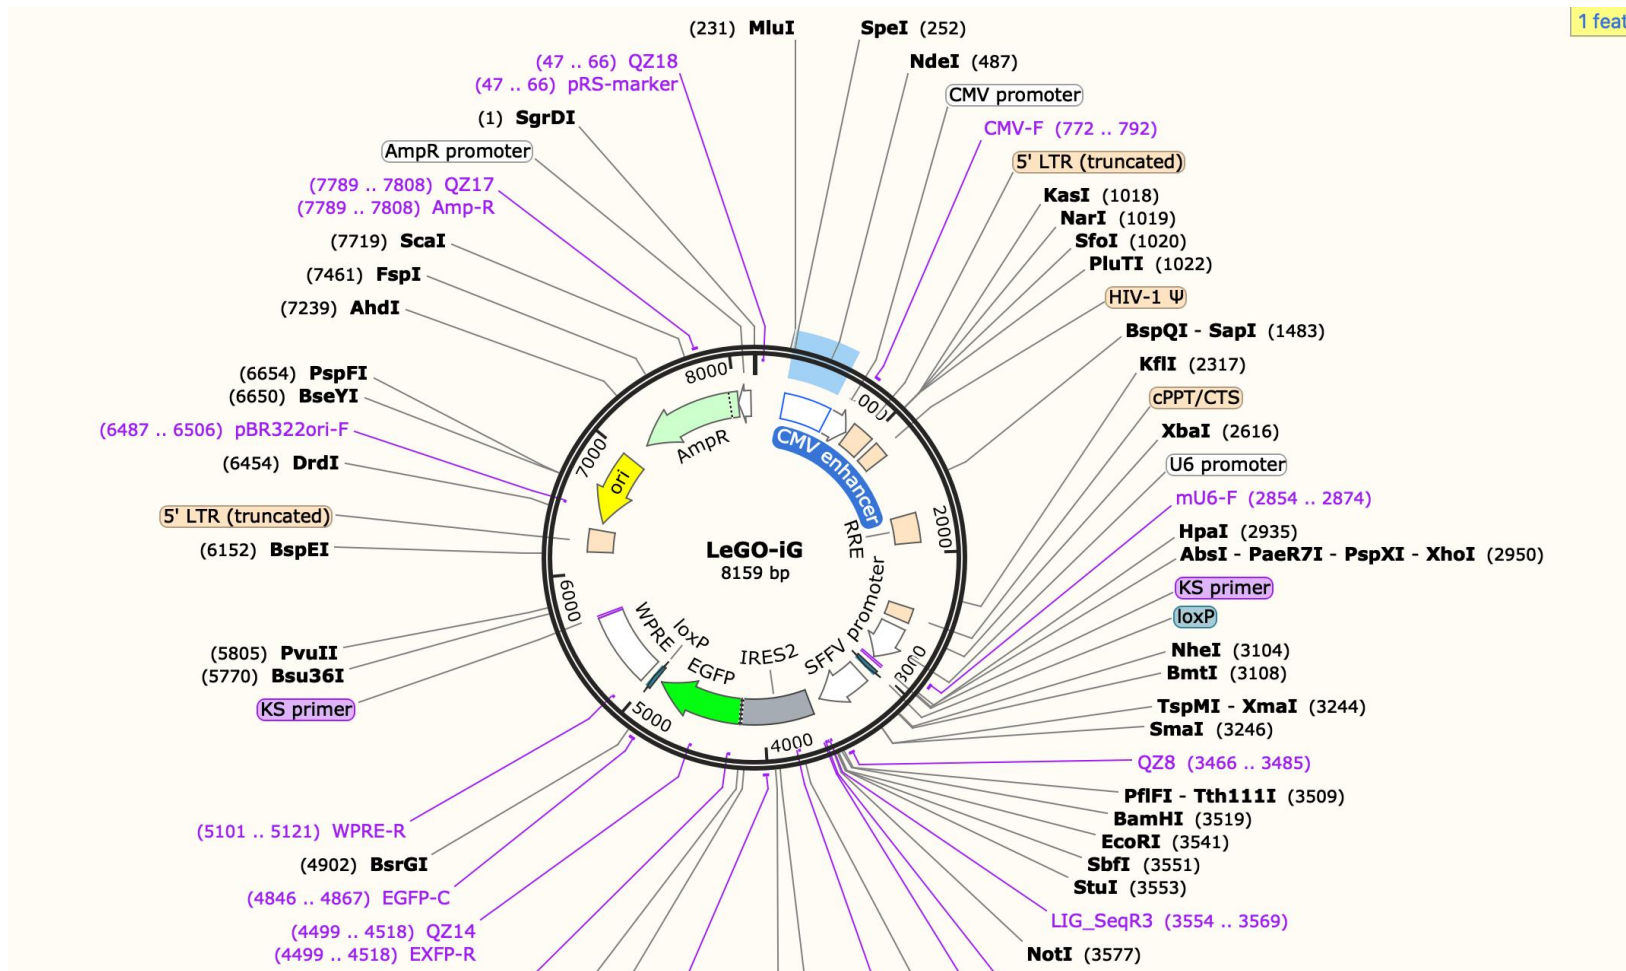 1 feat
(231) MluI
SpeI (252)
(47 .. 66) QZ18
NdeI (487)
(47 .. 66) pRS-marker
CMV promoter
(1) SgrDI
CMV-F (772 .. 792)
AmpR promoter
5' LTR (truncated)
(7789 .. 7808) QZ17
KasI (1018)
(7789 .. 7808) Amp-R
NarI (1019)
(7719) ScaI
SfoI (1020)
PluTI (1022)
(7461) FspI
HIV-1 Ψ
(7239) AhdI
BspQI - SapI (1483)
KflI (2317)
(6654) PspFI
(6650) BseYI
cPPT/CTS
(6487 .. 6506) pBR322ori-F
XbaI (2616)
(6454) DrdI
U6 promoter
mU6-F (2854 .. 2874)
5' LTR (truncated)
HpaI (2935)
(6152) BspEI
AbsI - PaeR7I - PspXI - XhoI (2950)
KS primer
loxP
(5805) PvuII
NheI (3104)
(5770) Bsu36I
BmtI (3108)
KS primer
TspMI - XmaI (3244)
SmaI (3246)
QZ8 (3466 .. 3485)
PflFI - Tth111I (3509)
BamHI (3519)
(5101 .. 5121) WPRE-R
EcoRI (3541)
(4902) BsrGI
SbfI (3551)
StuI (3553)
(4846 .. 4867) EGFP-C
LIG_SeqR3 (3554 .. 3569)
(4499 .. 4518) QZ14
(4499 .. 4518) EXFP-R
NotI (3577)
8000
7000
6000
5000
4000
3000
2000
AmpR
ori
CMV enhancer
RRE
LeGO-iG
8159 bp
SFFV promoter
IRES2
EGFP
loxP
WPRE